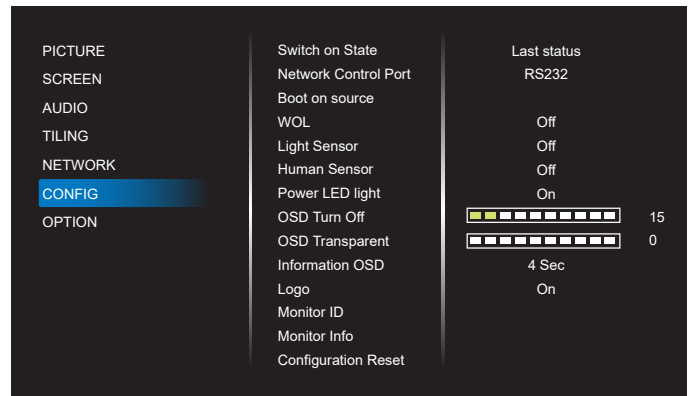 PICTURE
SCREEN
AUDIO
TILING
NETWORK
CONFIG
OPTION
Switch on State Last status
Network Control Port RS232
Boot on source
WOL Off
Light Sensor Off
Human Sensor Off
Power LED light On
OSD Turn Off 15
OSD Transparent 0
Information OSD 4 Sec
Logo On
Monitor ID
Monitor Info
Configuration Reset